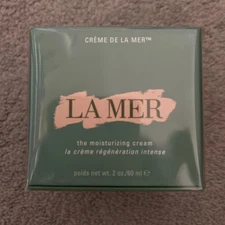 CRÈME DE LA MER™
LA MER
the moisturizing cream
la crème régénération intense
poids net wt. 2 oz./60 ml ℮